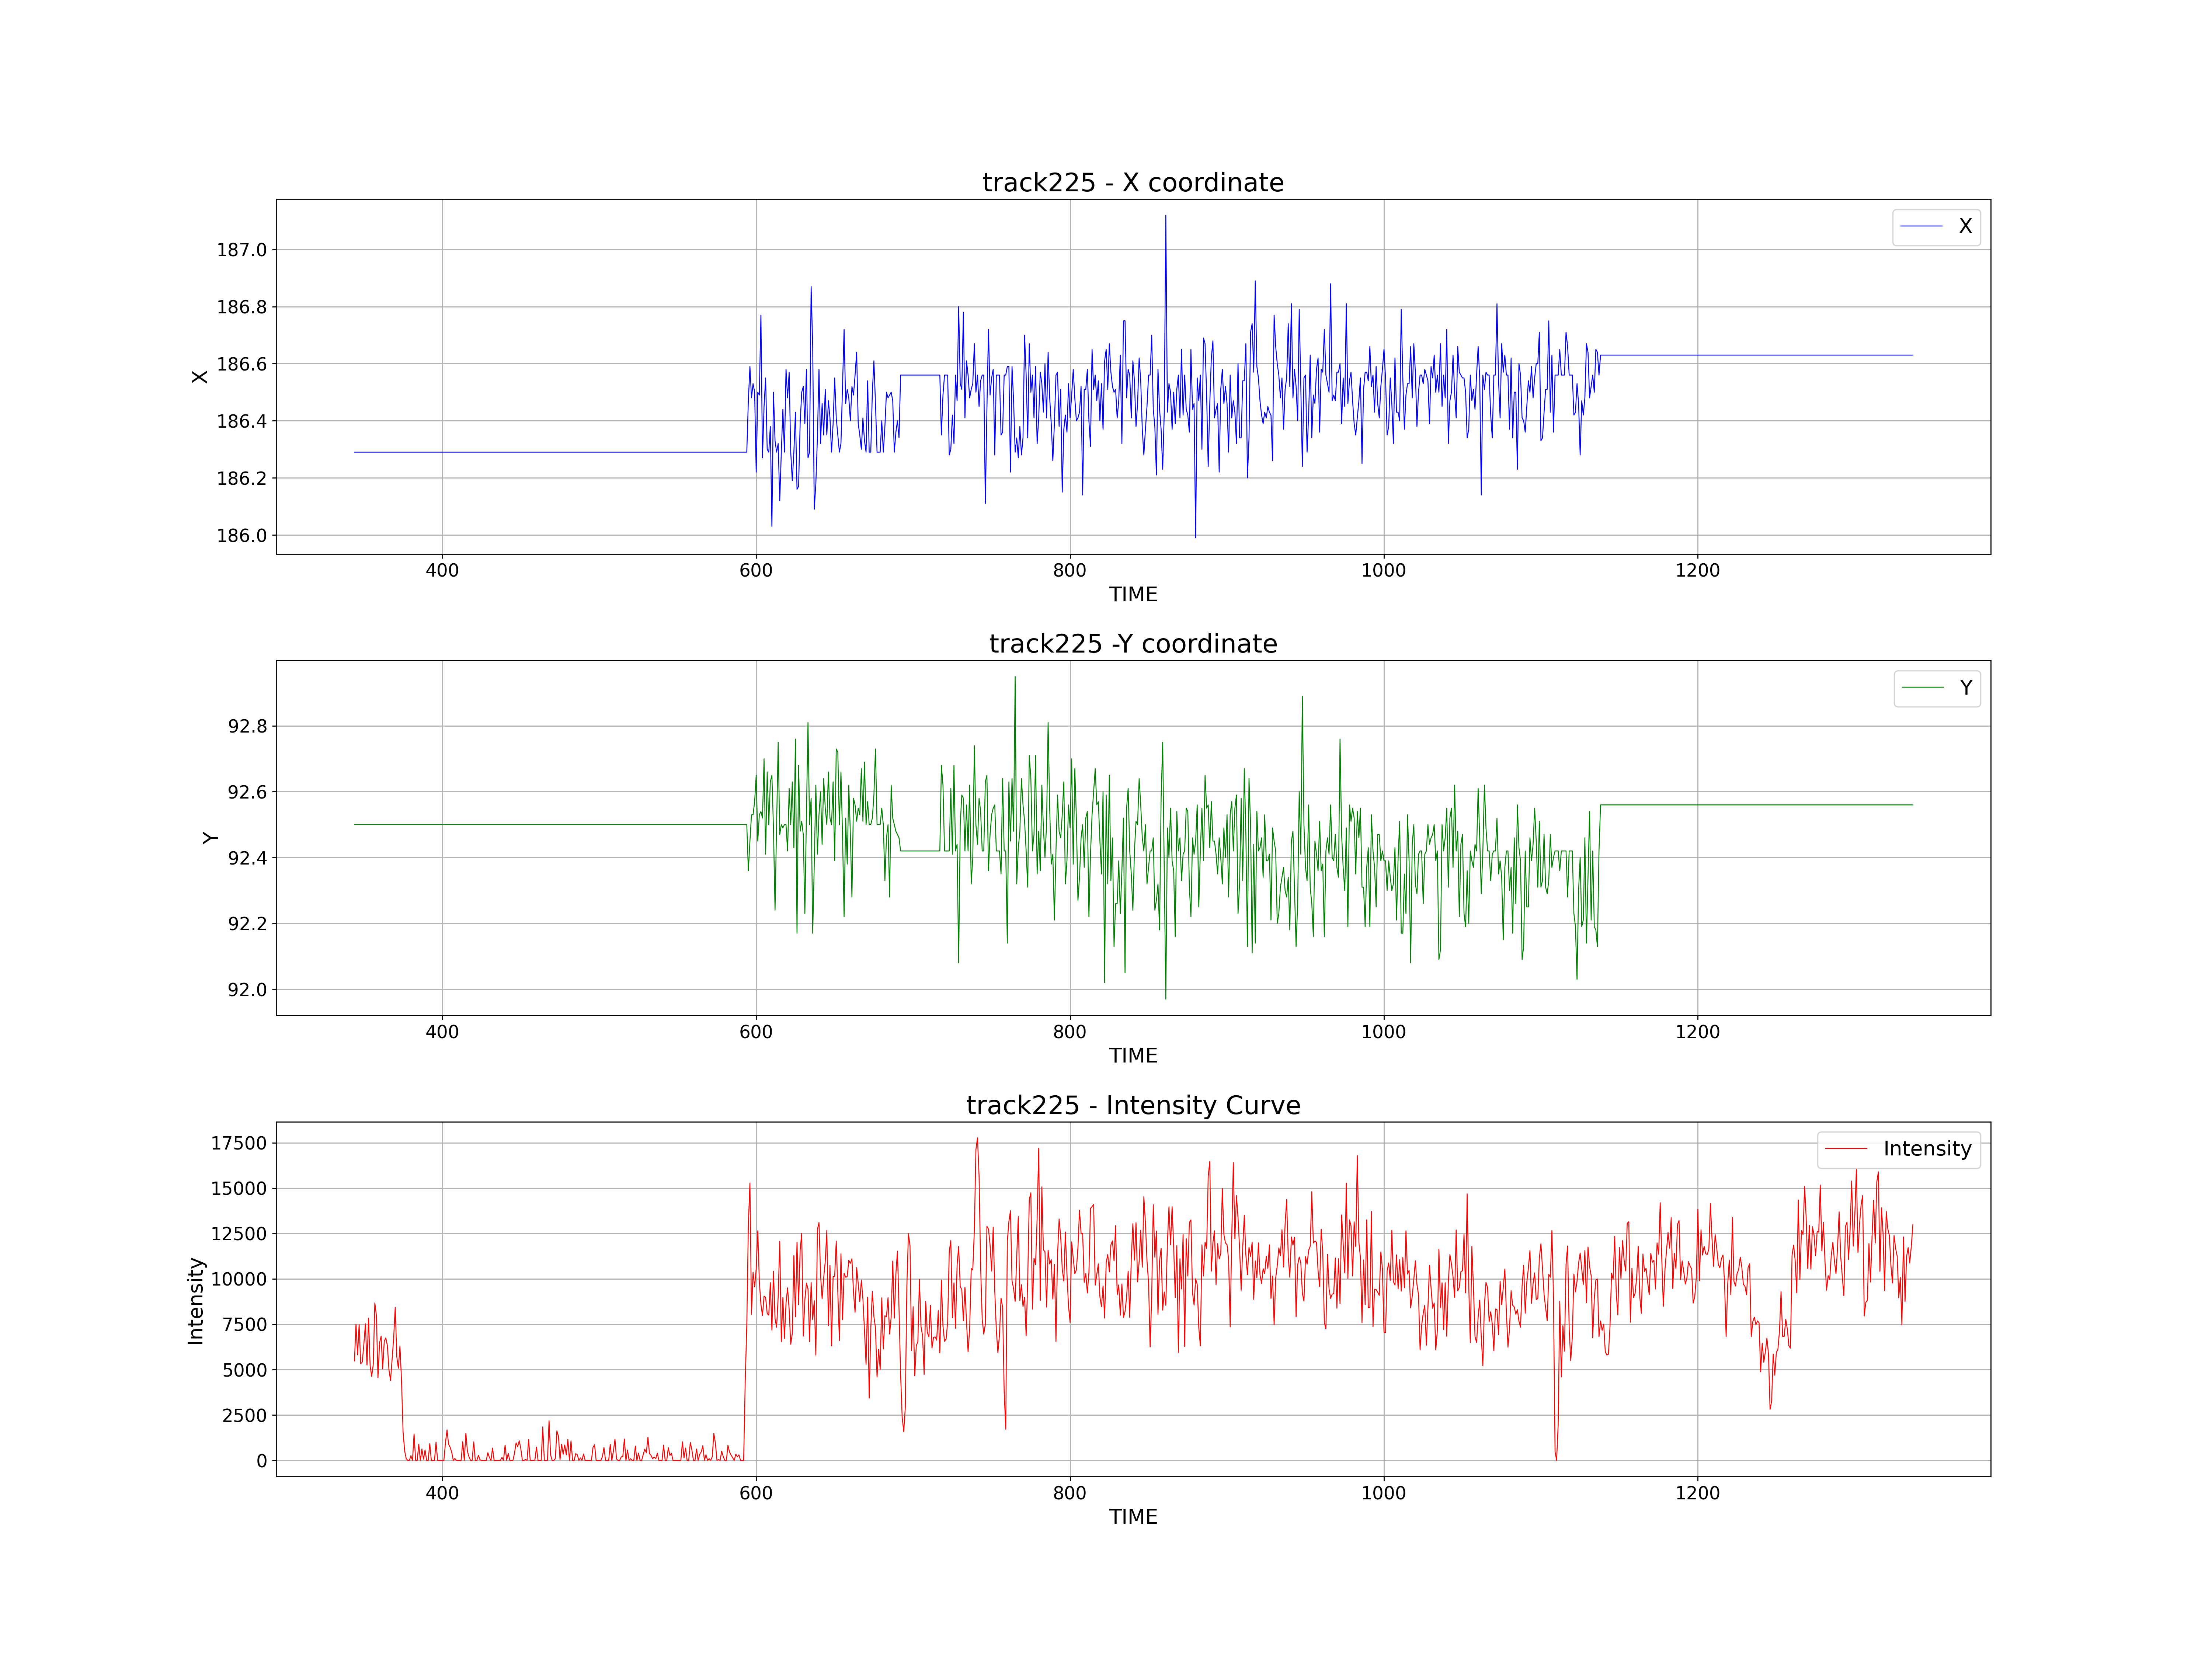 track225 - X coordinate
X
187.0
186.8
186.6
186.4
186.2
186.0
X
400 600 800 1000 1200
TIME
track225 -Y coordinate
Y
92.8
92.6
92.4
92.2
92.0
Y
400 600 800 1000 1200
TIME
track225 - Intensity Curve
Intensity
17500
15000
12500
10000
7500
5000
2500
0
Intensity
400 600 800 1000 1200
TIME